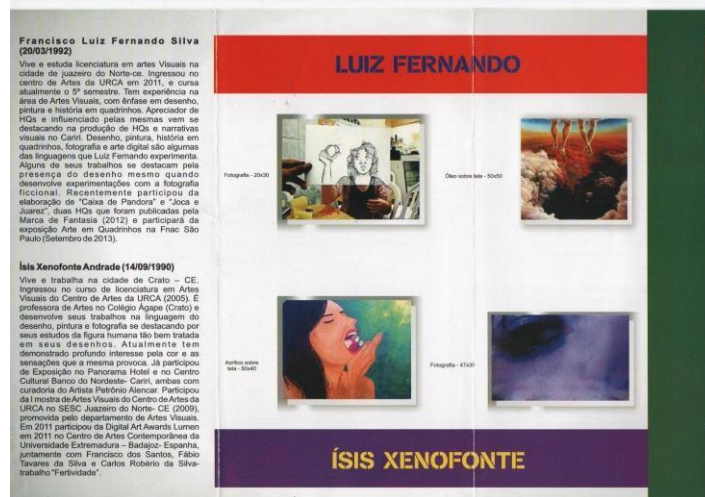 Francisco Luiz Fernando Silva
(20/03/1992)
Vive e estuda licenciatura em artes Visuais na
cidade de juazeiro do Norte-ce. Ingressou no
centro de Artes da URCA em 2011, e cursa
atualmente o 5º semestre. Tem experiência na
área de Artes Visuais, com ênfase em desenho,
pintura e história em quadrinhos. Apreciador de
HQs e influenciado pelas mesmas vem se
destacando na produção de HQs e narrativas
visuais no Cariri. Desenho, pintura, história em
quadrinhos, fotografia e arte digital são algumas
das linguagens que Luiz Fernando experimenta.
Alguns de seus trabalhos se destacam pela
presença do desenho mesmo quando
desenvolve experimentações com a fotografia
ficcional. Recentemente participou da
elaboração de "Caixa de Pandora" e "Joca e
Juarez", duas HQs que foram publicadas pela
Marca de Fantasia (2012) e participará da
exposição Arte em Quadrinhos na Fnac São
Paulo (Setembro de 2013).
Ísis Xenofonte Andrade (14/09/1990)
Vive e trabalha na cidade de Crato – CE.
Ingressou no curso de licenciatura em Artes
Visuais do Centro de Artes da URCA (2005). É
professora de Artes no Colégio Ágape (Crato) e
desenvolve seus trabalhos na linguagem do
desenho, pintura e fotografia se destacando por
seus estudos da figura humana tão bem tratada
em seus desenhos. Atualmente tem
demonstrado profundo interesse pela cor e as
sensações que a mesma provoca. Já participou
de Exposição no Panorama Hotel e no Centro
Cultural Banco do Nordeste- Cariri, ambas com
curadoria do Artista Petrônio Alencar. Participou
da I mostra de Artes Visuais do Centro de Artes da
URCA no SESC Juazeiro do Norte- CE (2009),
promovida pelo departamento de Artes Visuais.
Em 2011 participou da Digital Art Awards Lumen
em 2011 no Centro de Artes Contemporânea da
Universidade Extremadura – Badajoz- Espanha,
juntamente com Francisco dos Santos, Fábio
Tavares da Silva e Carlos Robério da Silva-
trabalho "Fertividade".
LUIZ FERNANDO
Fotografia - 20x30
Óleo sobre tela - 50x50
Acrílico sobre
tela - 50x40
Fotografia - 47x30
ÍSIS XENOFONTE